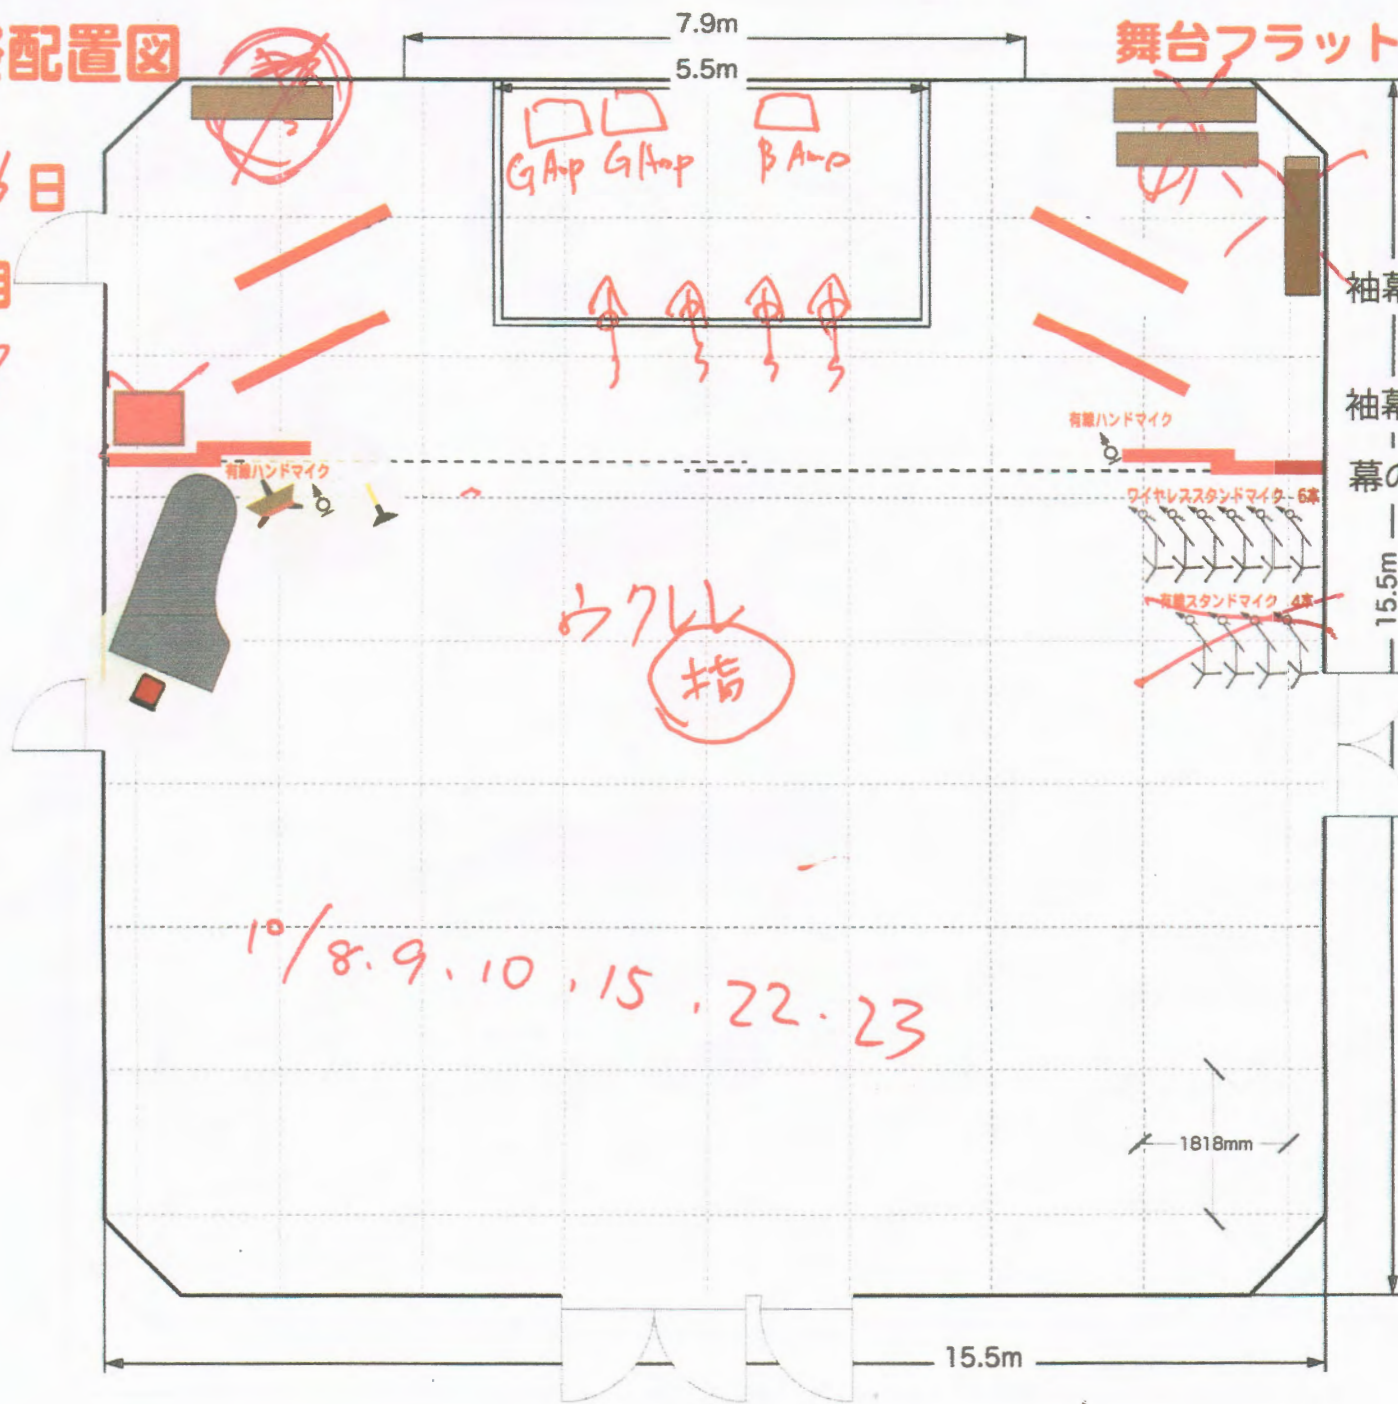 配置図
7.9m
舞台フラット
5.5m
日
G Amp G Amp B Amp
袖幕
袖幕
有線ハンドマイク
有線ハンドマイク
幕の
ワイヤレススタンドマイク 6本
有線スタンドマイク 4本
15.5m
ウクレレ
10/8.9.10.15.22.23
1818mm
15.5m